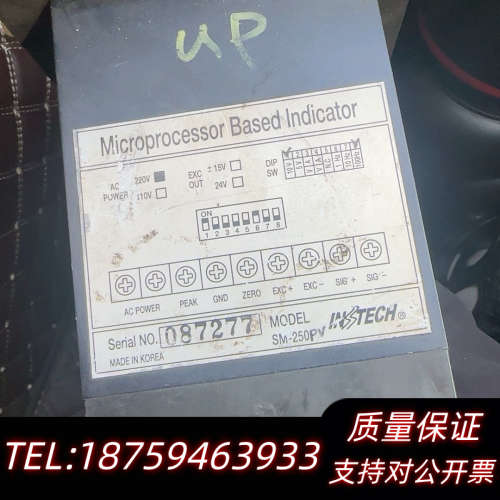 UP
Microprocessor Based Indicator
AC POWER 220V 110V EXC OUT ±15V 24V DIP SW
ON
1 2 3 4 5 6 7 8
AC POWER PEAK GND ZERO EXC+ EXC- SIG+ SIG-
Serial NO. 087277 MODEL SM-250PV INSTECH®
MADE IN KOREA
TEL:18759463933
质量保证
支持对公开票